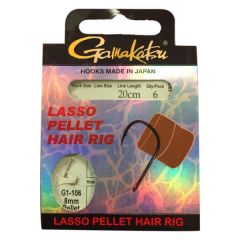 Gamakatsu
HOOKS MADE IN JAPAN
Hook Size Line Size Line Length Qty/Pack
20cm 6
LASSO
PELLET
HAIR RIG
G1-106
8mm
Pellet
LASSO PELLET HAIR RIG